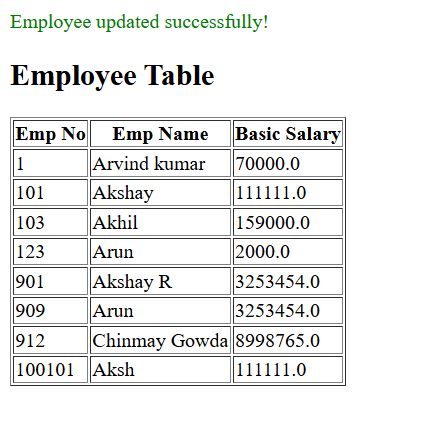 Employee updated successfully!
Employee Table
Emp No Emp Name Basic Salary
1 Arvind kumar 70000.0
101 Akshay 111111.0
103 Akhil 159000.0
123 Arun 2000.0
901 Akshay R 3253454.0
909 Arun 3253454.0
912 Chinmay Gowda 8998765.0
100101 Aksh 111111.0